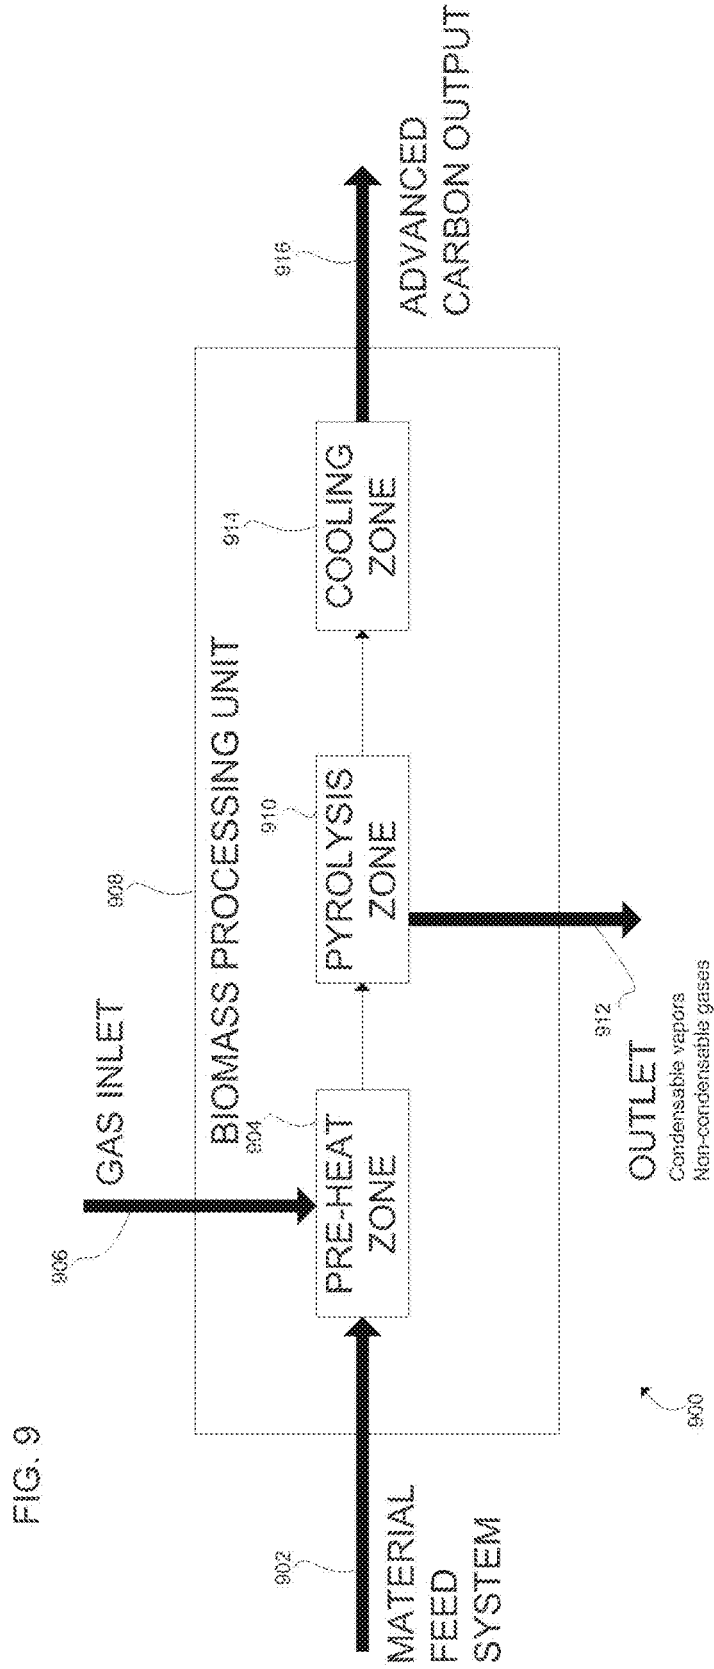 FIG. 9
906
GAS INLET
908
BIOMASS PROCESSING UNIT
902
904
910
914
916
PRE-HEAT
ZONE
PYROLYSIS
ZONE
COOLING
ZONE
MATERIAL
FEED
SYSTEM
ADVANCED
CARBON OUTPUT
912
OUTLET
Condensable vapors
Non-condensable gases
900